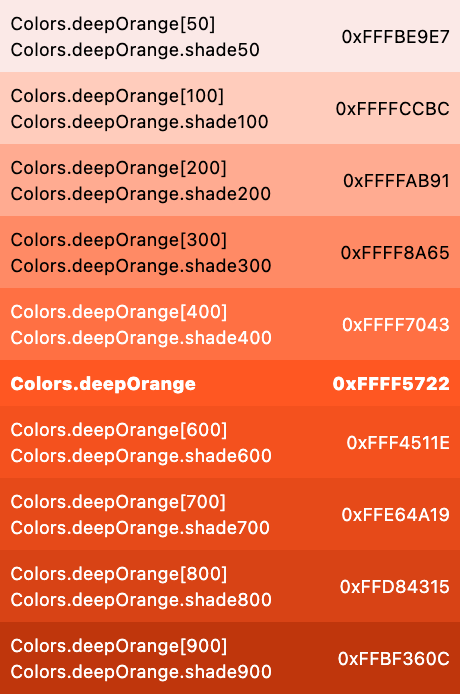 Colors.deepOrange[50]
Colors.deepOrange.shade50
0xFFFBE9E7
Colors.deepOrange[100]
Colors.deepOrange.shade100
0xFFFFCCBC
Colors.deepOrange[200]
Colors.deepOrange.shade200
0xFFFFAB91
Colors.deepOrange[300]
Colors.deepOrange.shade300
0xFFFF8A65
Colors.deepOrange[400]
Colors.deepOrange.shade400
0xFFFF7043
Colors.deepOrange
0xFFFF5722
Colors.deepOrange[600]
Colors.deepOrange.shade600
0xFFF4511E
Colors.deepOrange[700]
Colors.deepOrange.shade700
0xFFE64A19
Colors.deepOrange[800]
Colors.deepOrange.shade800
0xFFD84315
Colors.deepOrange[900]
Colors.deepOrange.shade900
0xFFBF360C